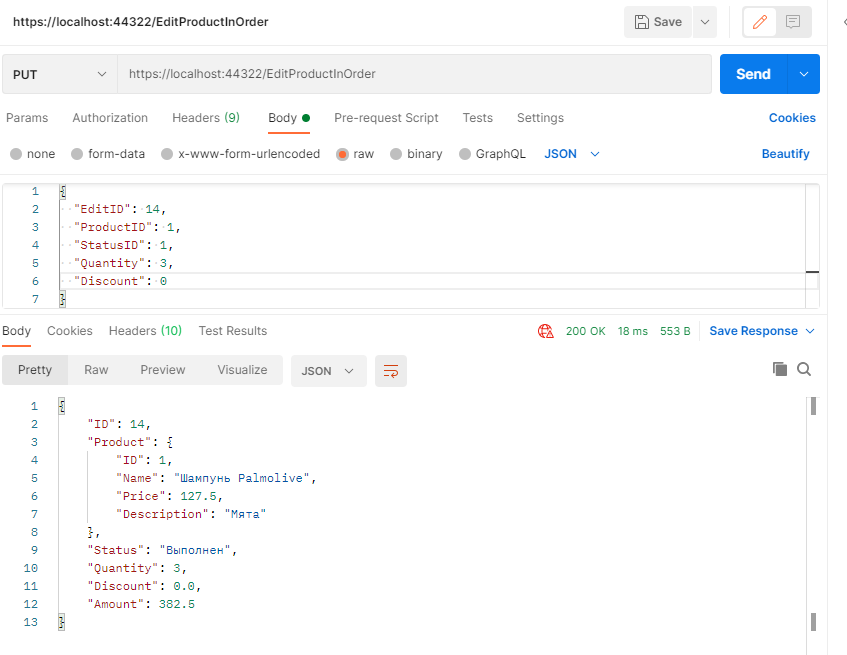 https://localhost:44322/EditProductInOrder Save
PUT https://localhost:44322/EditProductInOrder Send
Params Authorization Headers (9) Body Pre-request Script Tests Settings Cookies
none form-data x-www-form-urlencoded raw binary GraphQL JSON Beautify
1 {
2 "EditID": 14,
3 "ProductID": 1,
4 "StatusID": 1,
5 "Quantity": 3,
6 "Discount": 0
7 }
Body Cookies Headers (10) Test Results 200 OK 18 ms 553 B Save Response
Pretty Raw Preview Visualize JSON
1 {
2 "ID": 14,
3 "Product": {
4 "ID": 1,
5 "Name": "Шампунь Palmolive",
6 "Price": 127.5,
7 "Description": "Мята"
8 },
9 "Status": "Выполнен",
10 "Quantity": 3,
11 "Discount": 0.0,
12 "Amount": 382.5
13 }